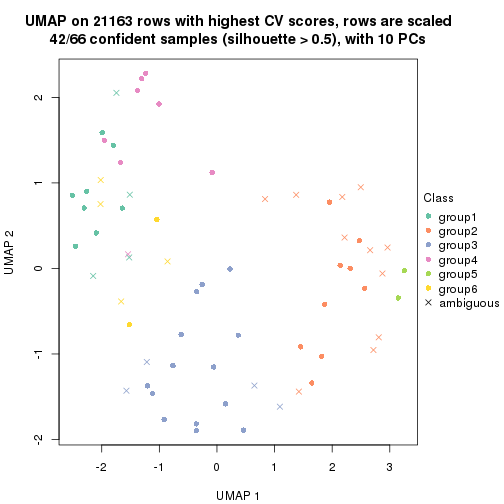 UMAP on 21163 rows with highest CV scores, rows are scaled
42/66 confident samples (silhouette > 0.5), with 10 PCs
2
1
0
-1
-2
UMAP 2
-2
-1
0
1
2
3
UMAP 1
Class
group1
group2
group3
group4
group5
group6
ambiguous